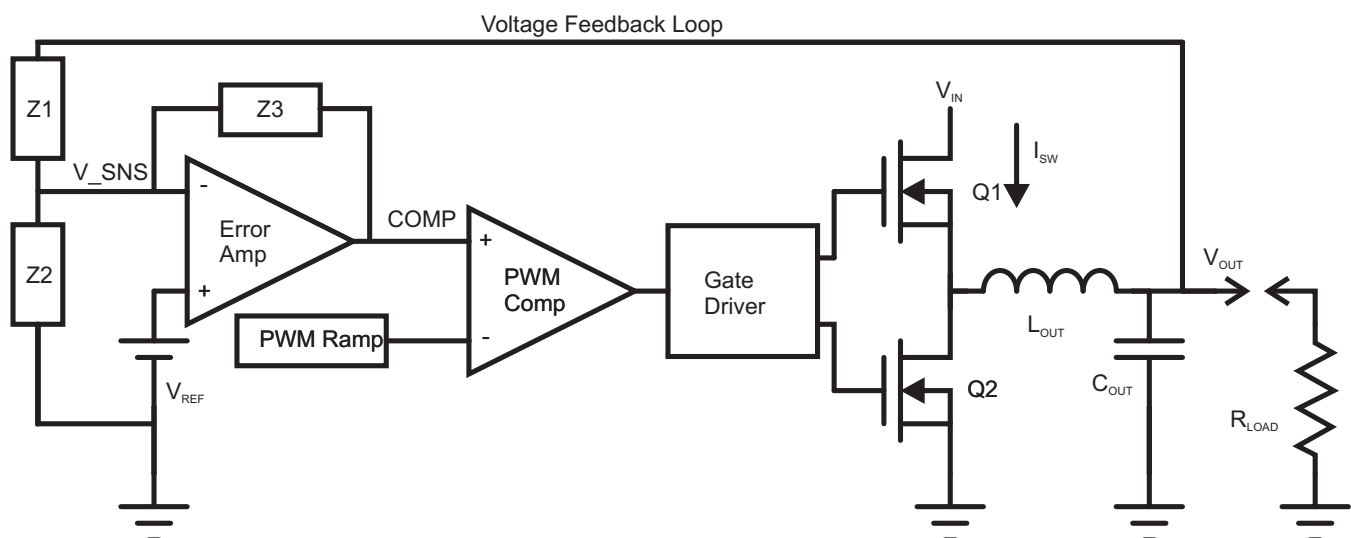 Voltage Feedback Loop
Z1
Z3
V_SNS
-
Error
Amp
+
Z2
V_REF
COMP
+
PWM
Comp
-
PWM Ramp
Gate
Driver
V_IN
I_SW
Q1
Q2
L_OUT
C_OUT
V_OUT
R_LOAD